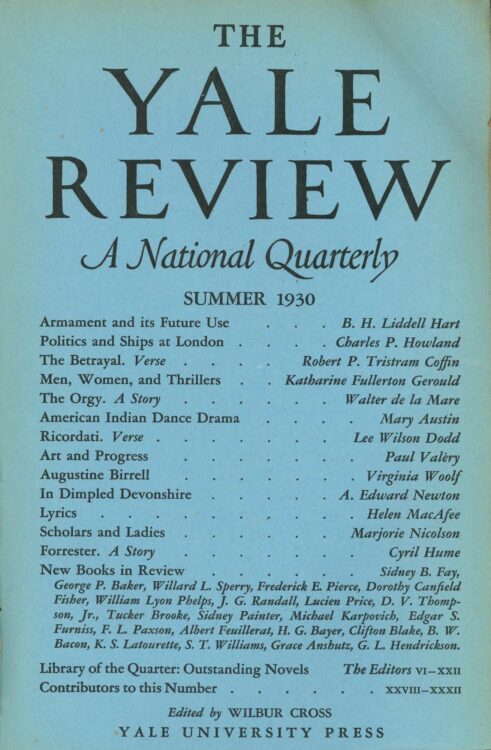 THE
YALE
REVIEW
A National Quarterly
SUMMER 1930
Armament and its Future Use . . . B. H. Liddell Hart
Politics and Ships at London . . . . Charles P. Howland
The Betrayal. Verse . . . . Robert P. Tristram Coffin
Men, Women, and Thrillers . . Katharine Fullerton Gerould
The Orgy. A Story . . . . . . Walter de la Mare
American Indian Dance Drama . . . . Mary Austin
Ricordati. Verse . . . . . . . Lee Wilson Dodd
Art and Progress . . . . . . . Paul Valéry
Augustine Birrell . . . . . . . Virginia Woolf
In Dimpled Devonshire . . . . . A. Edward Newton
Lyrics . . . . . . . . . Helen MacAfee
Scholars and Ladies . . . . . . Marjorie Nicolson
Forrester. A Story . . . . . . . Cyril Hume
New Books in Review . . . . . . Sidney B. Fay,
George P. Baker, Willard L. Sperry, Frederick E. Pierce, Dorothy Canfield
Fisher, William Lyon Phelps, J. G. Randall, Lucien Price, D. V. Thomp-
son, Jr., Tucker Brooke, Sidney Painter, Michael Karpovich, Edgar S.
Furniss, F. L. Paxson, Albert Feuillerat, H. G. Bayer, Clifton Blake, B. W.
Bacon, K. S. Latourette, S. T. Williams, Grace Anshutz, G. L. Hendrickson.
Library of the Quarter: Outstanding Novels The Editors VI–XXII
Contributors to this Number . . . . . . XXVIII–XXXII
Edited by WILBUR CROSS
YALE UNIVERSITY PRESS